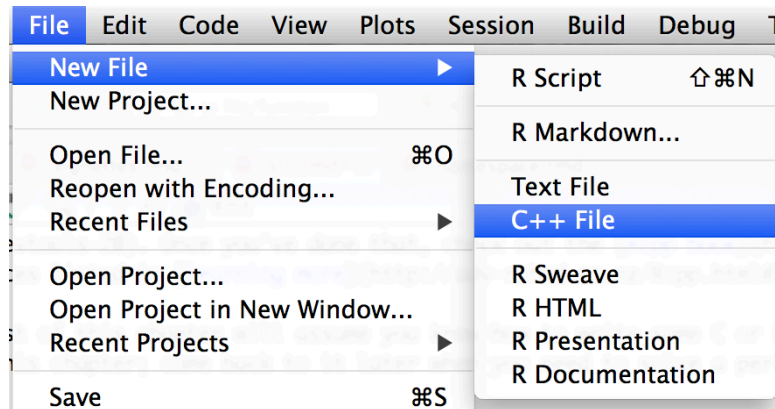 File Edit Code View Plots Session Build Debug
New File ▶
New Project...
Open File... ⌘O
Reopen with Encoding...
Recent Files ▶
Open Project...
Open Project in New Window...
Recent Projects ▶
Save ⌘S
R Script ⇧⌘N
R Markdown...
Text File
C++ File
R Sweave
R HTML
R Presentation
R Documentation